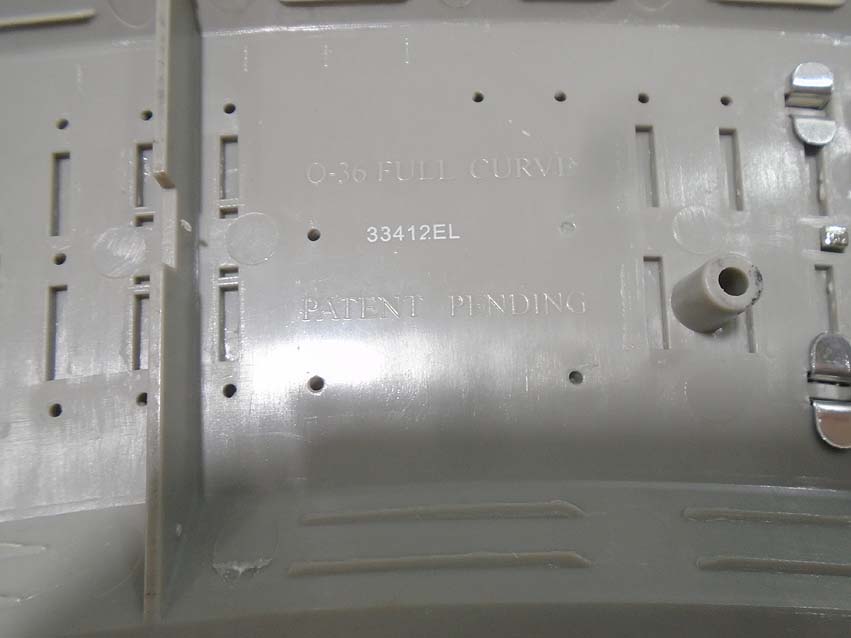 O-36 FULL CURVE
33412EL
PATENT PENDING